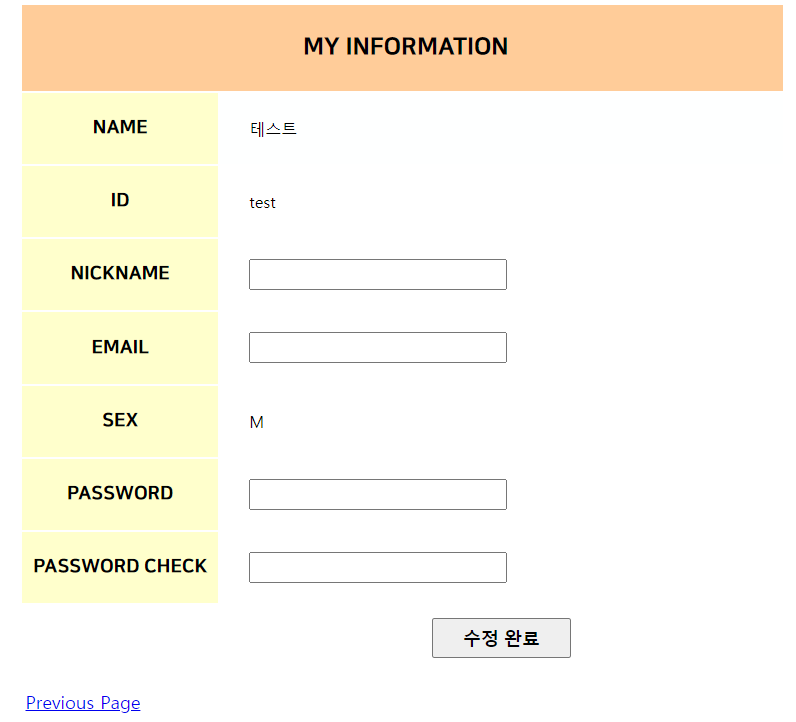 MY INFORMATION
NAME 테스트
ID test
NICKNAME
EMAIL
SEX M
PASSWORD
PASSWORD CHECK
수정 완료
Previous Page